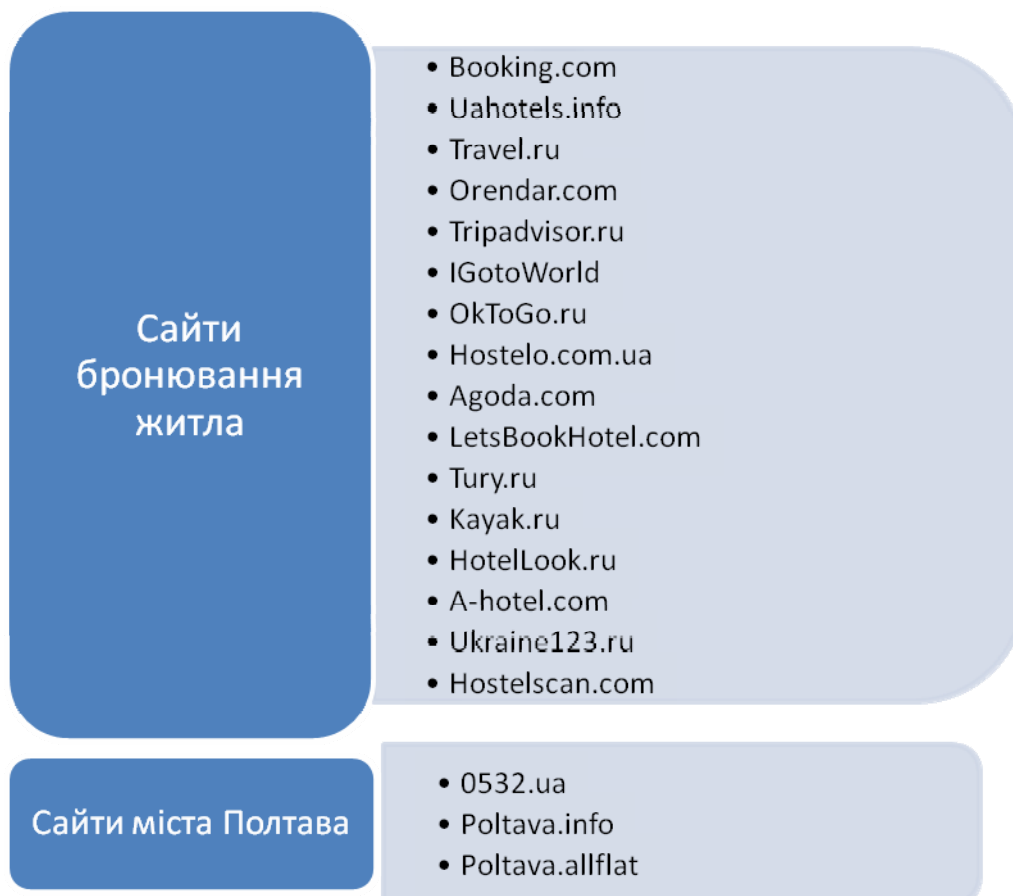 Сайти
бронювання
житла
• Booking.com
• Uahotels.info
• Travel.ru
• Orendar.com
• Tripadvisor.ru
• IGotoWorld
• OkToGo.ru
• Hostelo.com.ua
• Agoda.com
• LetsBookHotel.com
• Tury.ru
• Kayak.ru
• HotelLook.ru
• A-hotel.com
• Ukraine123.ru
• Hostelscan.com
Сайти міста Полтава
• 0532.ua
• Poltava.info
• Poltava.allflat